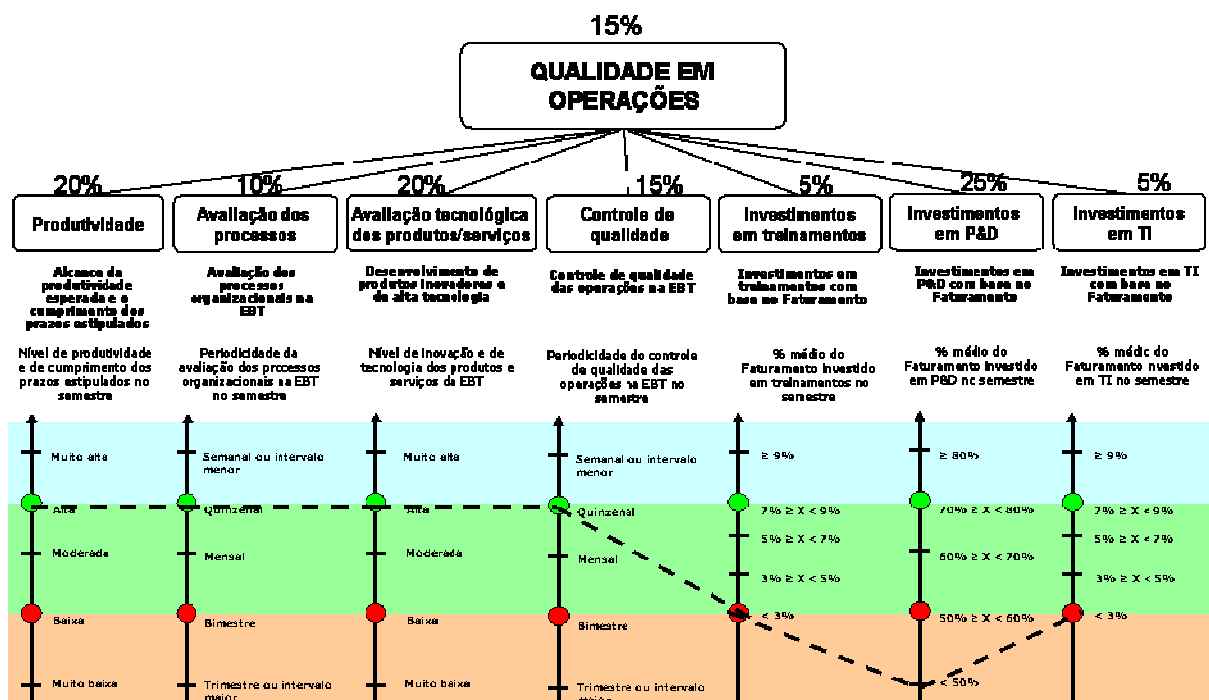 15%
QUALIDADE EM
OPERAÇÕES
20%
10%
20%
15%
5%
25%
5%
Produtividade
Avaliação dos
processos
Avaliação tecnológica
dos produtos/serviços
Controle de
qualidade
Investimentos
em treinamentos
Investimentos
em P&D
Investimentos
em TI
Alcance da
produtividade
esperada e o
cumprimento dos
prazos estipulados
Avaliação dos
processos
organizacionais na
EBT
Desenvolvimento de
produtos inovadores e
de alta tecnologia
Controle de qualidade
das operações na EBT
Investimentos em
treinamentos com
base no Faturamento
Investimentos em
P&D com base no
Faturamento
Investimentos em TI
com base no
Faturamento
Nível de produtividade
e de cumprimento dos
prazos estipulados no
semestre
Periodicidade da
avaliação dos processos
organizacionais na EBT
no semestre
Nível de inovação e de
tecnologia dos produtos e
serviços da EBT
Periodicidade do controle
de qualidade das
operações na EBT no
semestre
% médio do
Faturamento investido
em treinamentos no
semestre
% médio do
Faturamento investido
em P&D no semestre
% médio do
Faturamento investido
em TI no semestre
Muito alta
Alta
Moderada
Baixa
Muito baixa
Semanal ou intervalo
menor
Quinzenal
Mensal
Bimestre
Trimestre ou intervalo
maior
Muito alta
Alta
Moderada
Baixa
Muito baixa
Semanal ou intervalo
menor
Quinzenal
Mensal
Bimestre
Trimestre ou intervalo
≥ 9%
7% ≥ X < 9%
5% ≥ X < 7%
3% ≥ X < 5%
< 3%
≥ 80%
70% ≥ X < 80%
60% ≥ X < 70%
50% ≥ X < 60%
< 50%
≥ 9%
7% ≥ X < 9%
5% ≥ X < 7%
3% ≥ X < 5%
< 3%